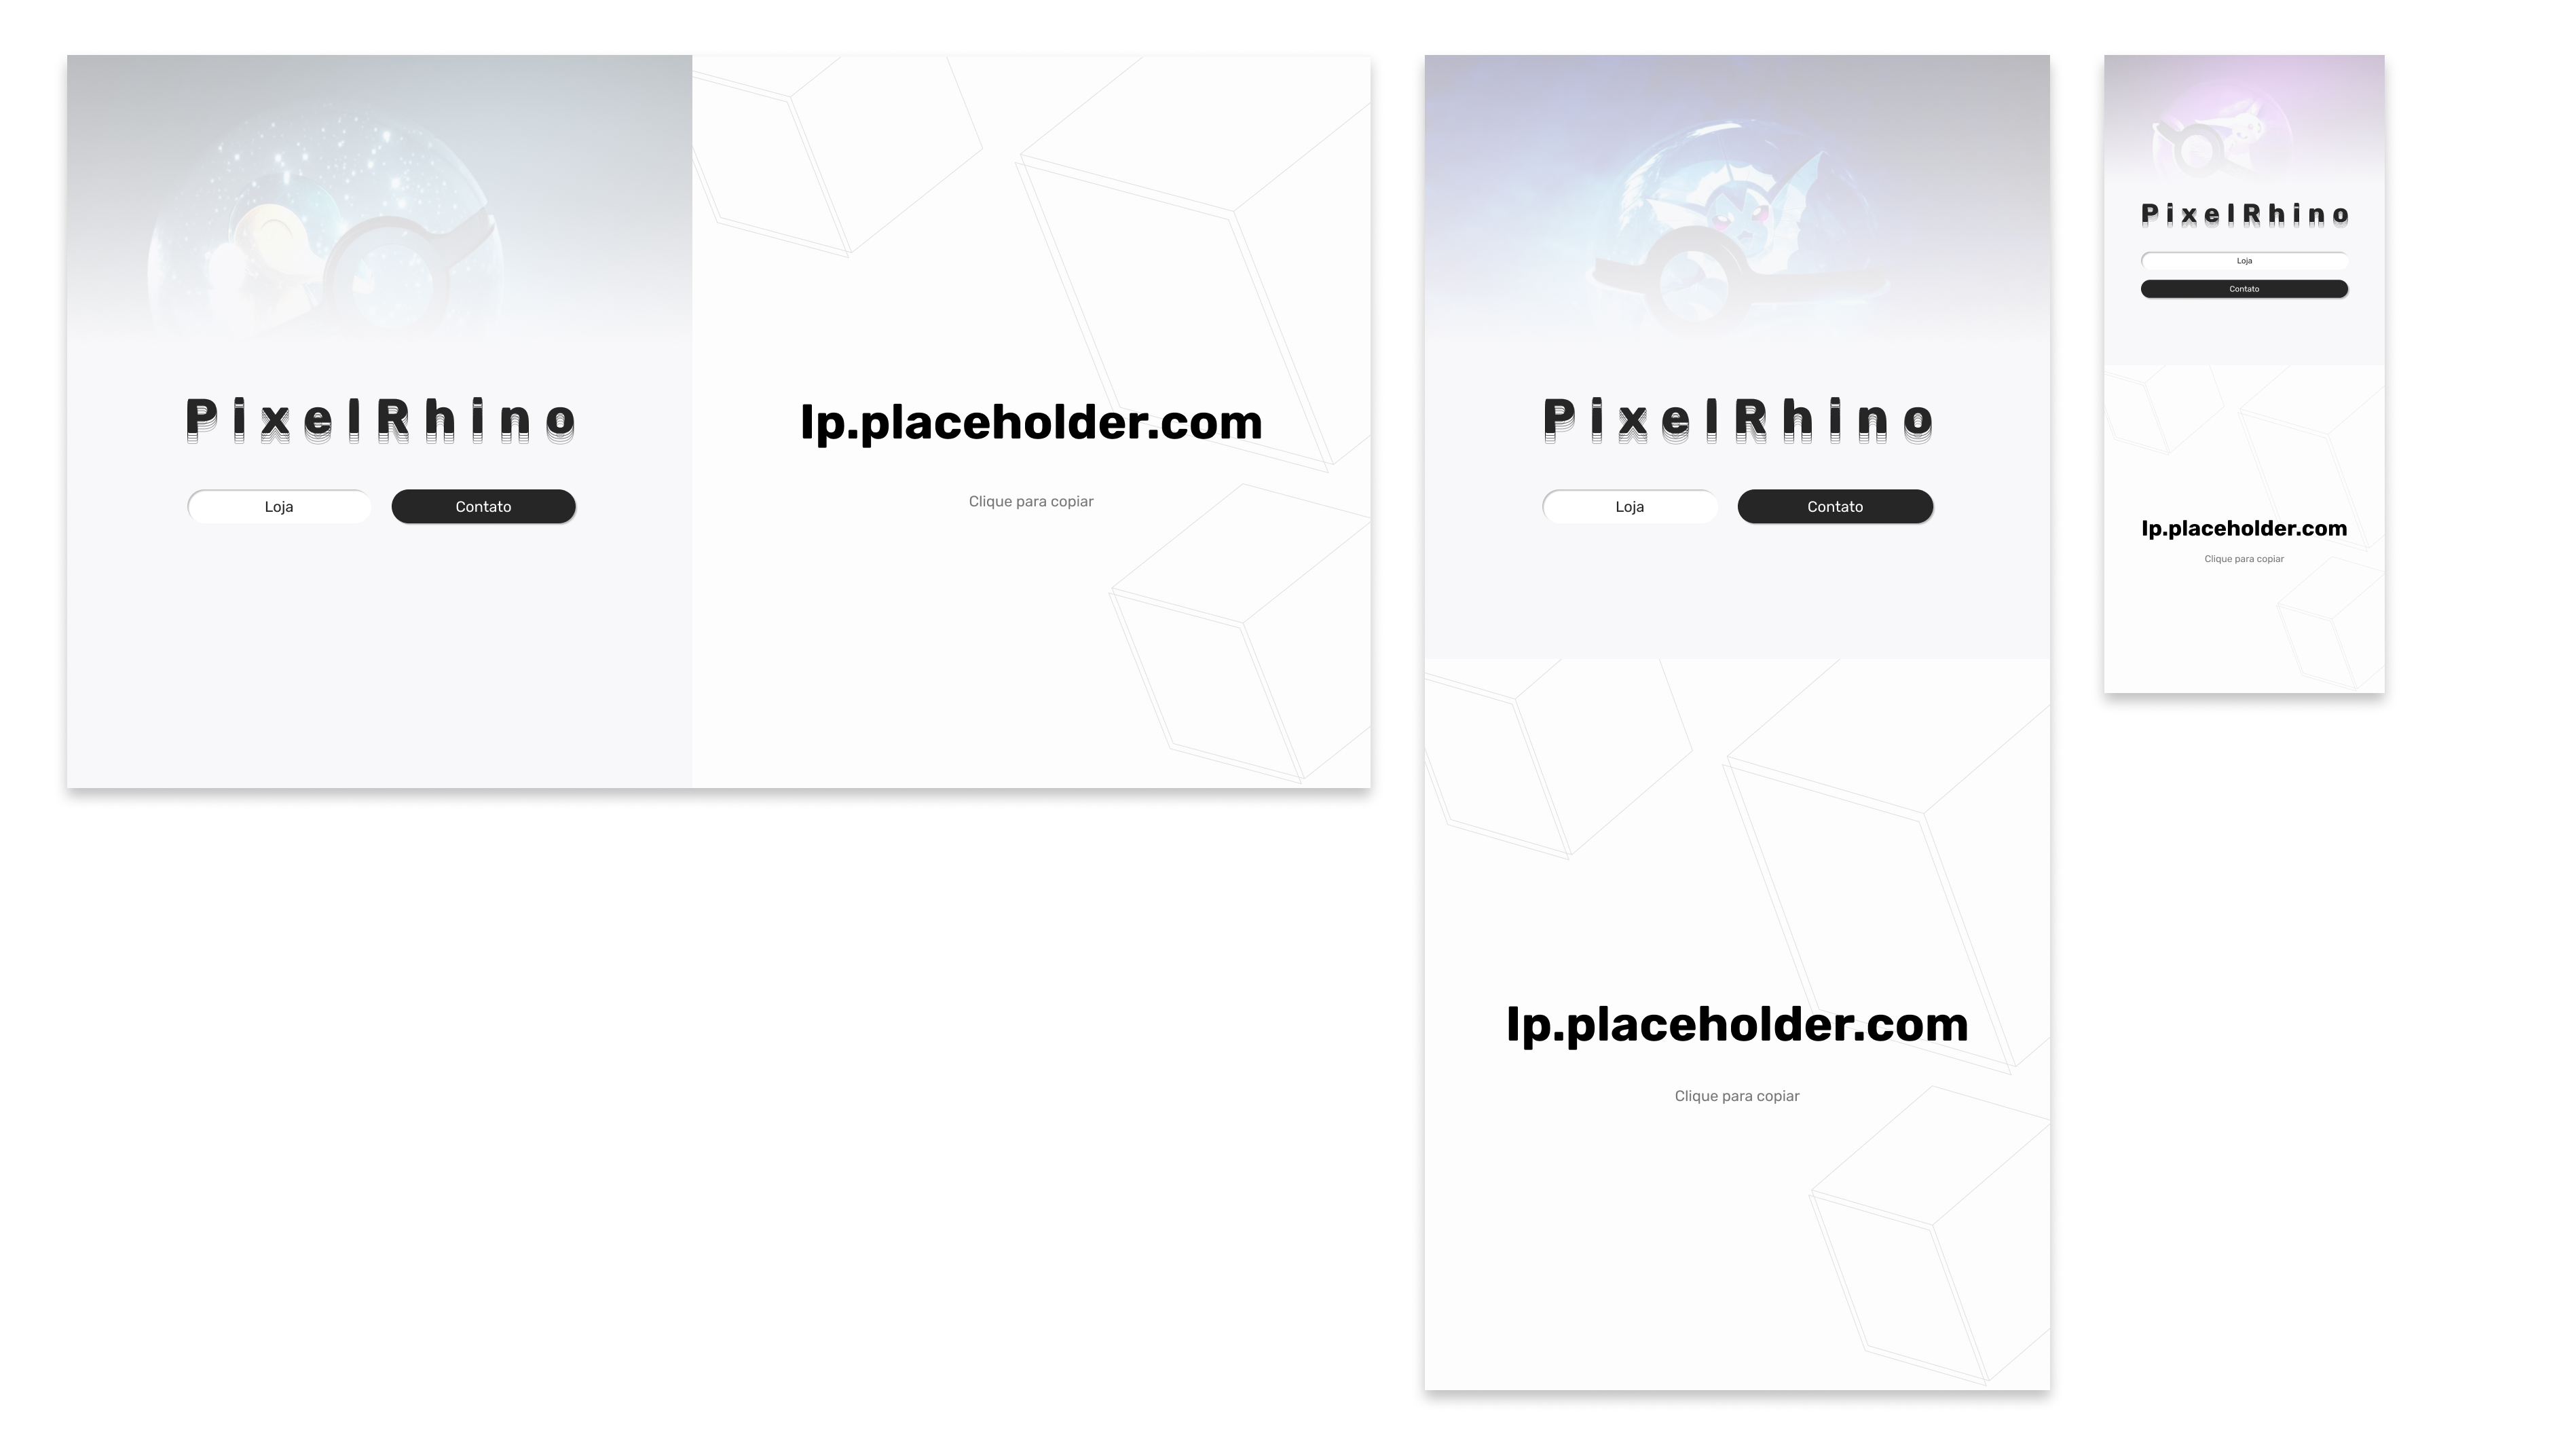 PixelRhino
Loja
Contato
Ip.placeholder.com
Clique para copiar
PixelRhino
Loja
Contato
Ip.placeholder.com
Clique para copiar
PixelRhino
Loja
Contato
Ip.placeholder.com
Clique para copiar